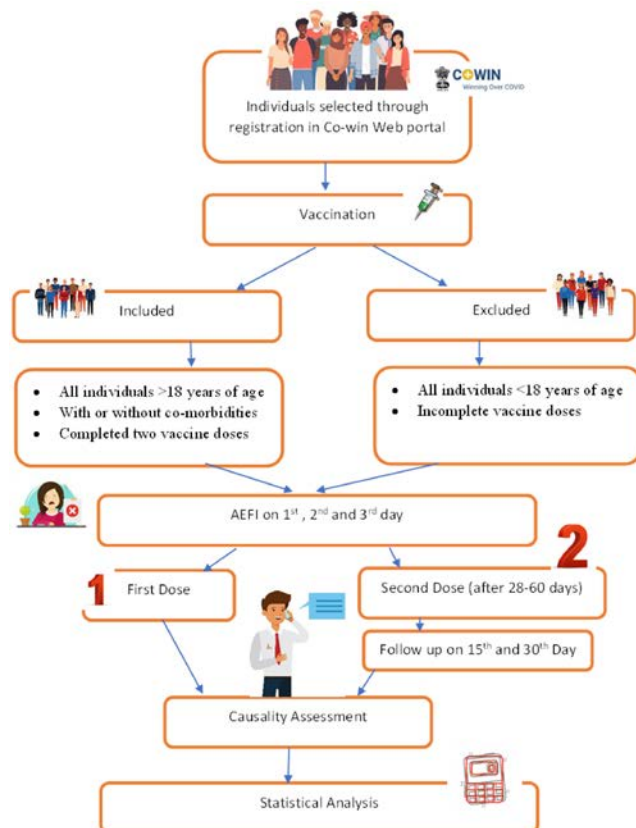 COWIN
Winning Over COVID
Individuals selected through
registration in Co-win Web portal
Vaccination
Included
Excluded
• All individuals >18 years of age
• With or without co-morbidities
• Completed two vaccine doses
• All individuals <18 years of age
• Incomplete vaccine doses
AEFI on 1st , 2nd and 3rd day
1
First Dose
2
Second Dose (after 28-60 days)
Follow up on 15th and 30th Day
Causality Assessment
Statistical Analysis